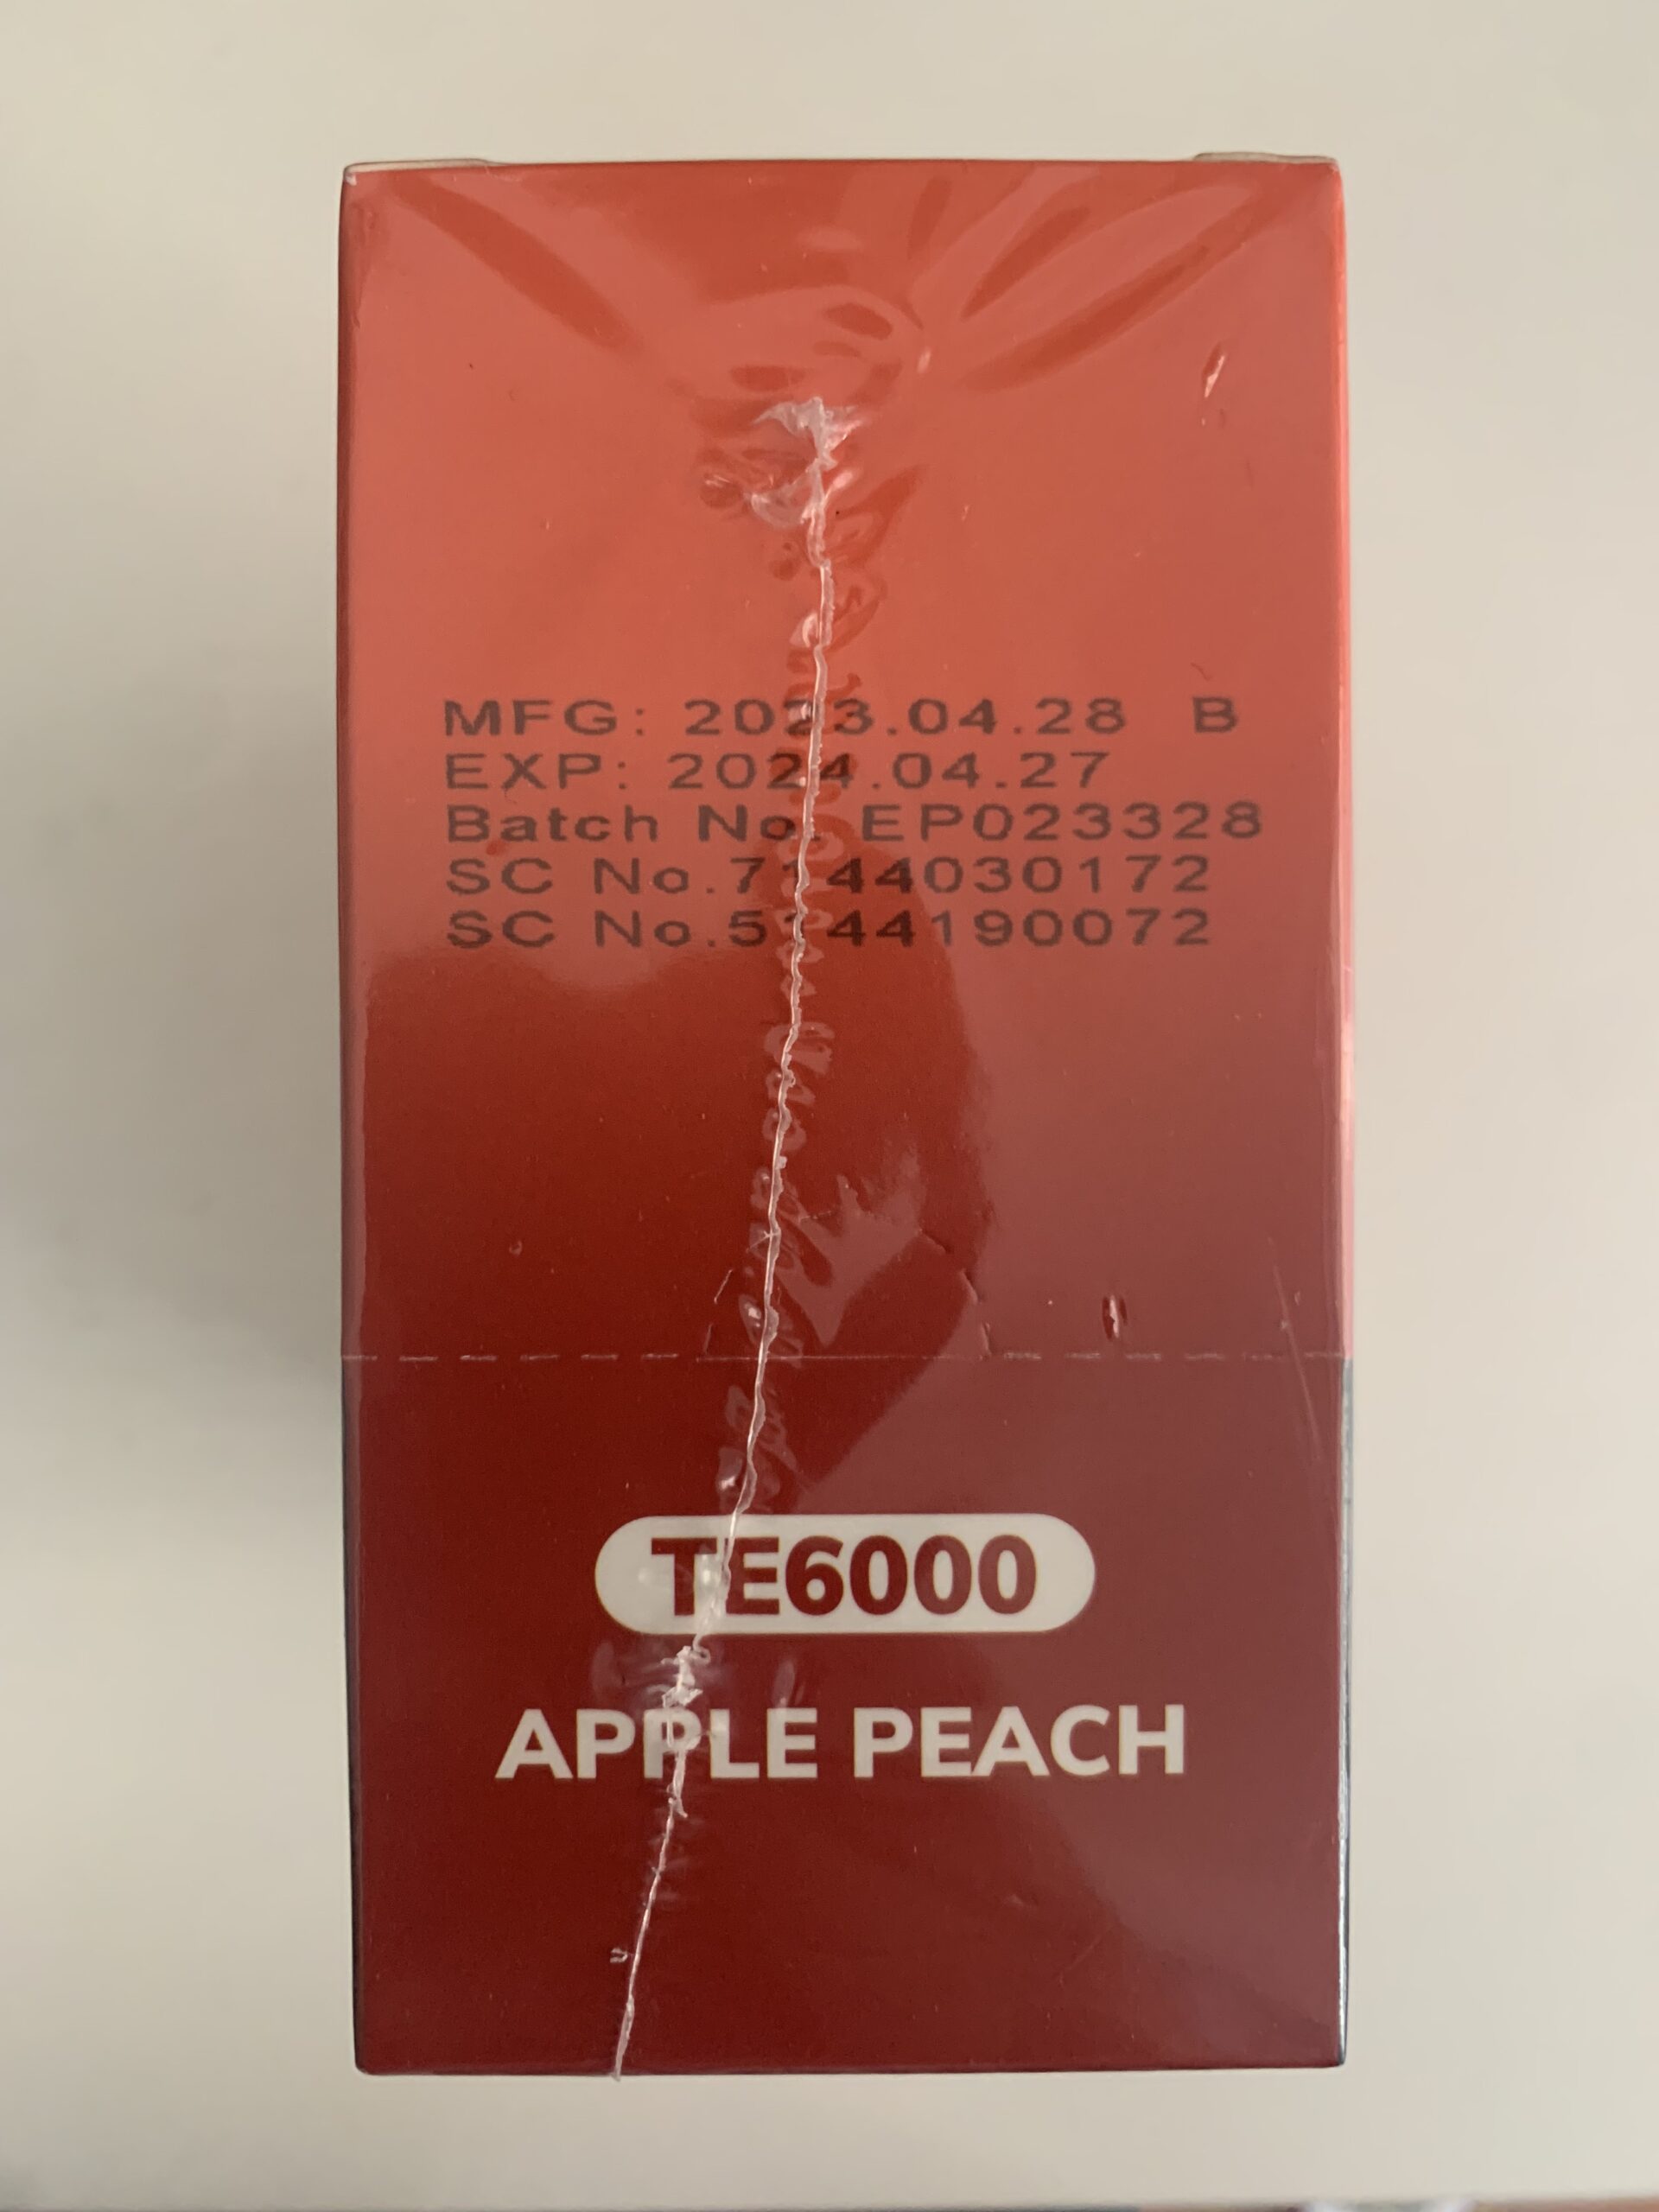 MFG: 2023.04.28 B
EXP: 2024.04.27
Batch No. EP023328
SC No.7144030172
SC No.5144190072
TE6000
APPLE PEACH